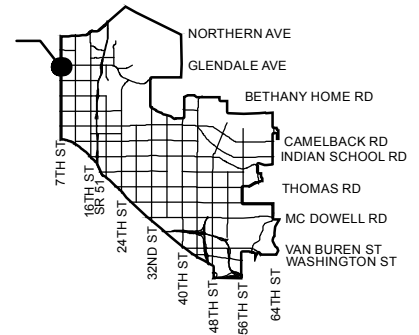 NORTHERN AVE
GLENDALE AVE
BETHANY HOME RD
CAMELBACK RD
INDIAN SCHOOL RD
THOMAS RD
MC DOWELL RD
VAN BUREN ST
WASHINGTON ST
7TH ST
16TH ST
SR 51
24TH ST
32ND ST
40TH ST
48TH ST
56TH ST
64TH ST